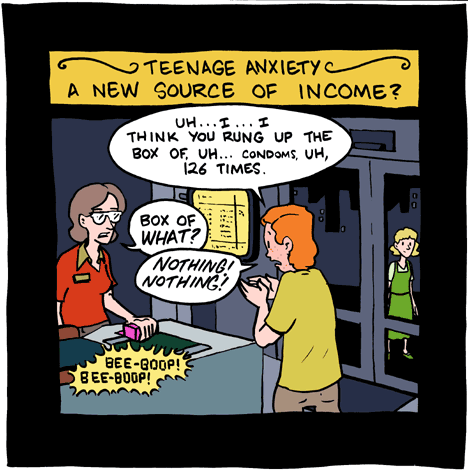 TEENAGE ANXIETY
A NEW SOURCE OF INCOME?
UH...I...I
THINK YOU RUNG UP THE
BOX OF, UH... CONDOMS, UH,
126 TIMES.
BOX OF
WHAT?
NOTHING!
NOTHING!
BEE-BOOP!
BEE-BOOP!